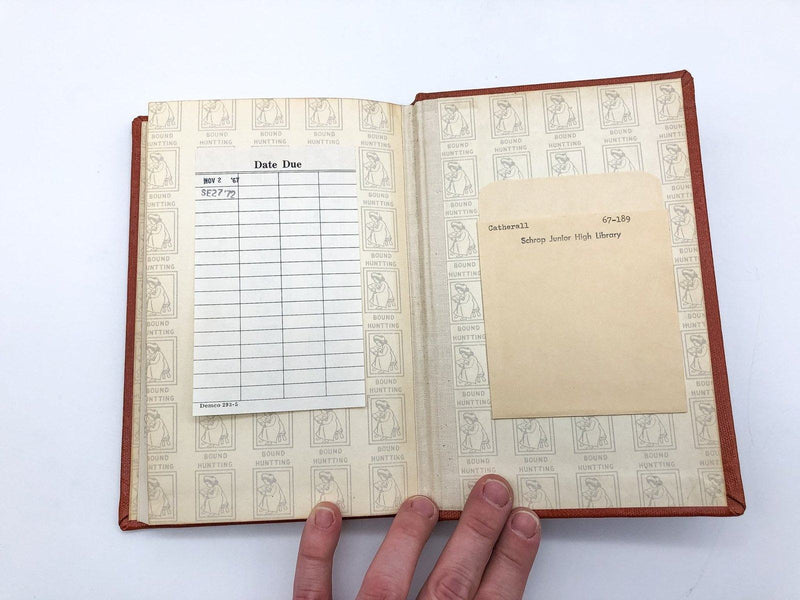 Date Due
NOV 2 '67
SE27'72
Demco 293-5
Catherall 67-189
Schrop Junior High Library
BOUND
HUNTTING